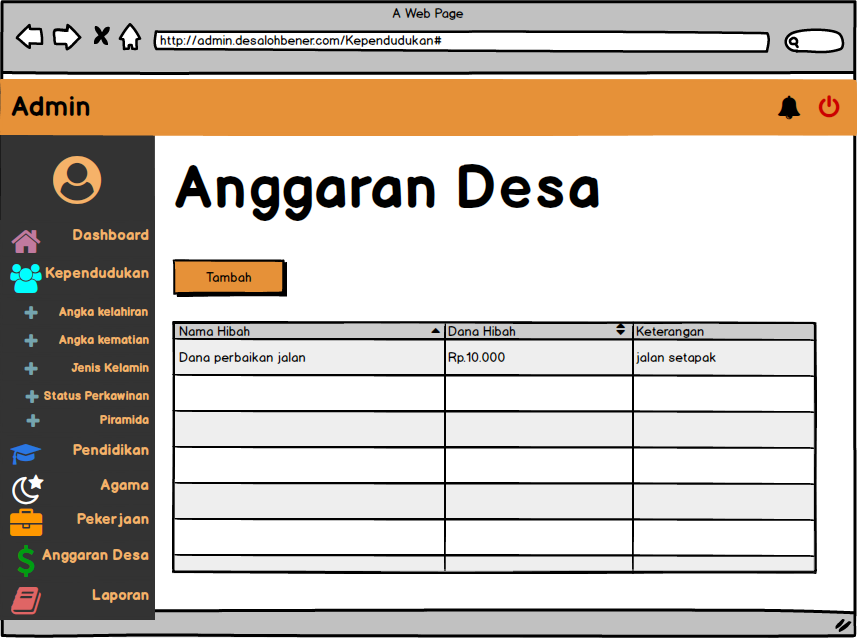 A Web Page
http://admin.desalohbener.com/Kependudukan#
Admin
Anggaran Desa
Dashboard
Kependudukan
Angka kelahiran
Angka kematian
Jenis Kelamin
Status Perkawinan
Piramida
Pendidikan
Agama
Pekerjaan
Anggaran Desa
Laporan
Tambah
Nama Hibah Dana Hibah Keterangan
Dana perbaikan jalan Rp.10.000 jalan setapak